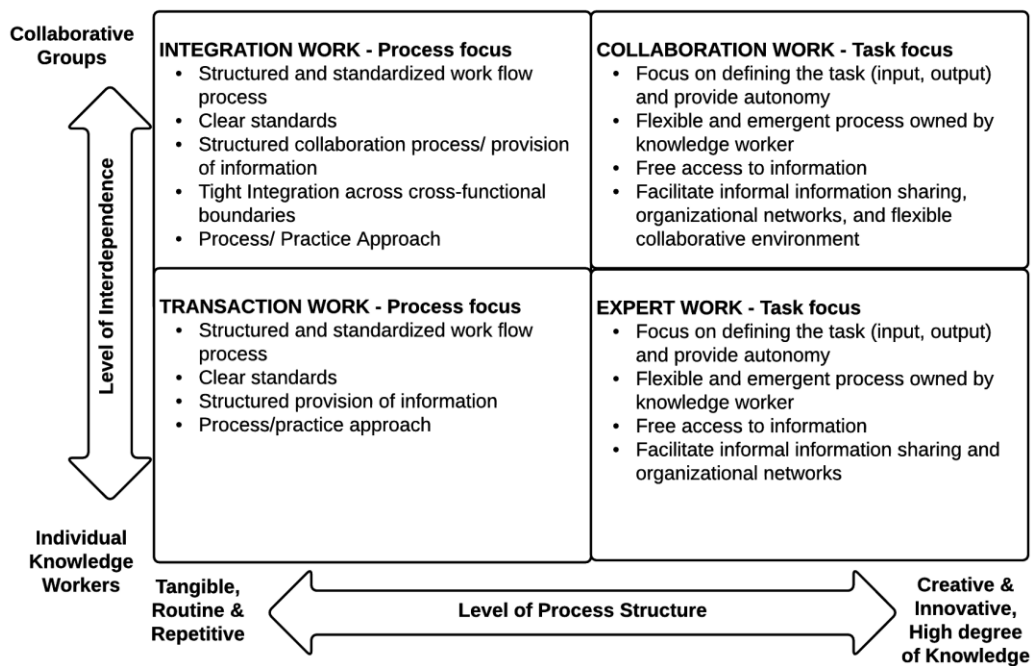 Collaborative
Groups
INTEGRATION WORK - Process focus
• Structured and standardized work flow
process
• Clear standards
• Structured collaboration process/ provision
of information
• Tight Integration across cross-functional
boundaries
• Process/ Practice Approach
COLLABORATION WORK - Task focus
• Focus on defining the task (input, output)
and provide autonomy
• Flexible and emergent process owned by
knowledge worker
• Free access to information
• Facilitate informal information sharing,
organizational networks, and flexible
collaborative environment
Level of Interdependence
TRANSACTION WORK - Process focus
• Structured and standardized work flow
process
• Clear standards
• Structured provision of information
• Process/practice approach
EXPERT WORK - Task focus
• Focus on defining the task (input, output)
and provide autonomy
• Flexible and emergent process owned by
knowledge worker
• Free access to information
• Facilitate informal information sharing and
organizational networks
Individual
Knowledge
Workers
Tangible,
Routine &
Repetitive
Level of Process Structure
Creative &
Innovative,
High degree
of Knowledge